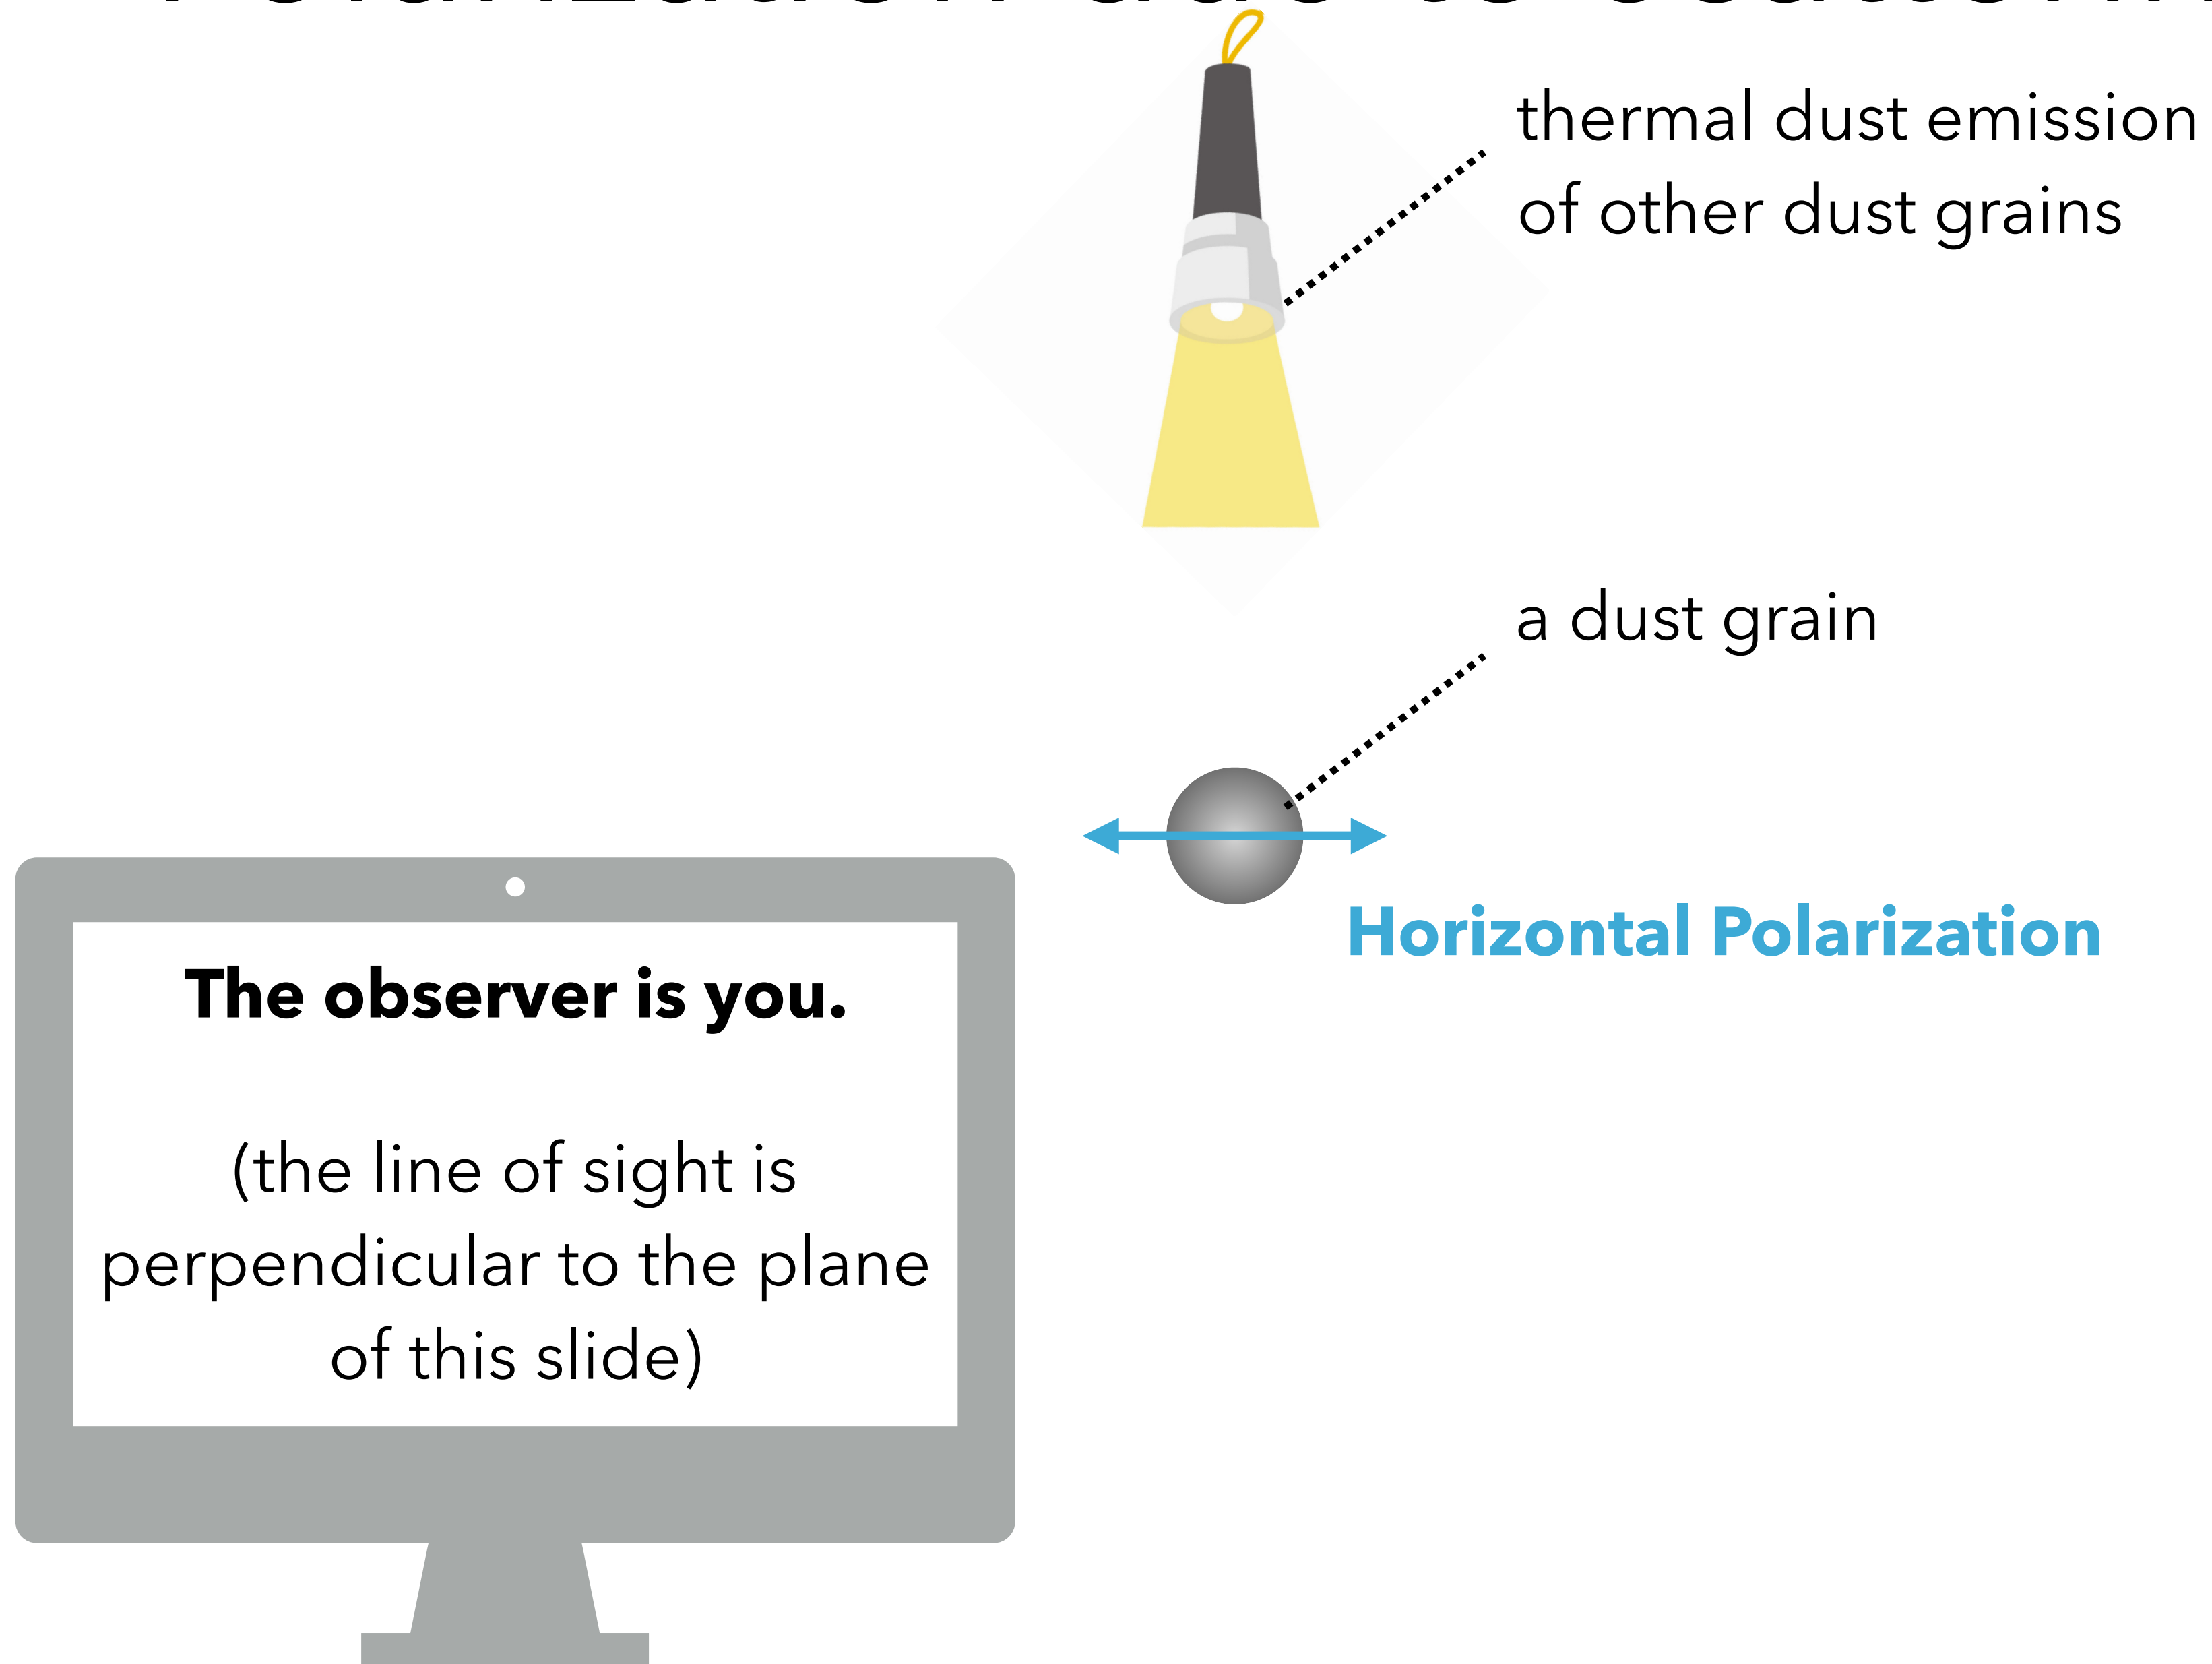 thermal dust emission
of other dust grains
a dust grain
Horizontal Polarization
The observer is you.
(the line of sight is
perpendicular to the plane
of this slide)